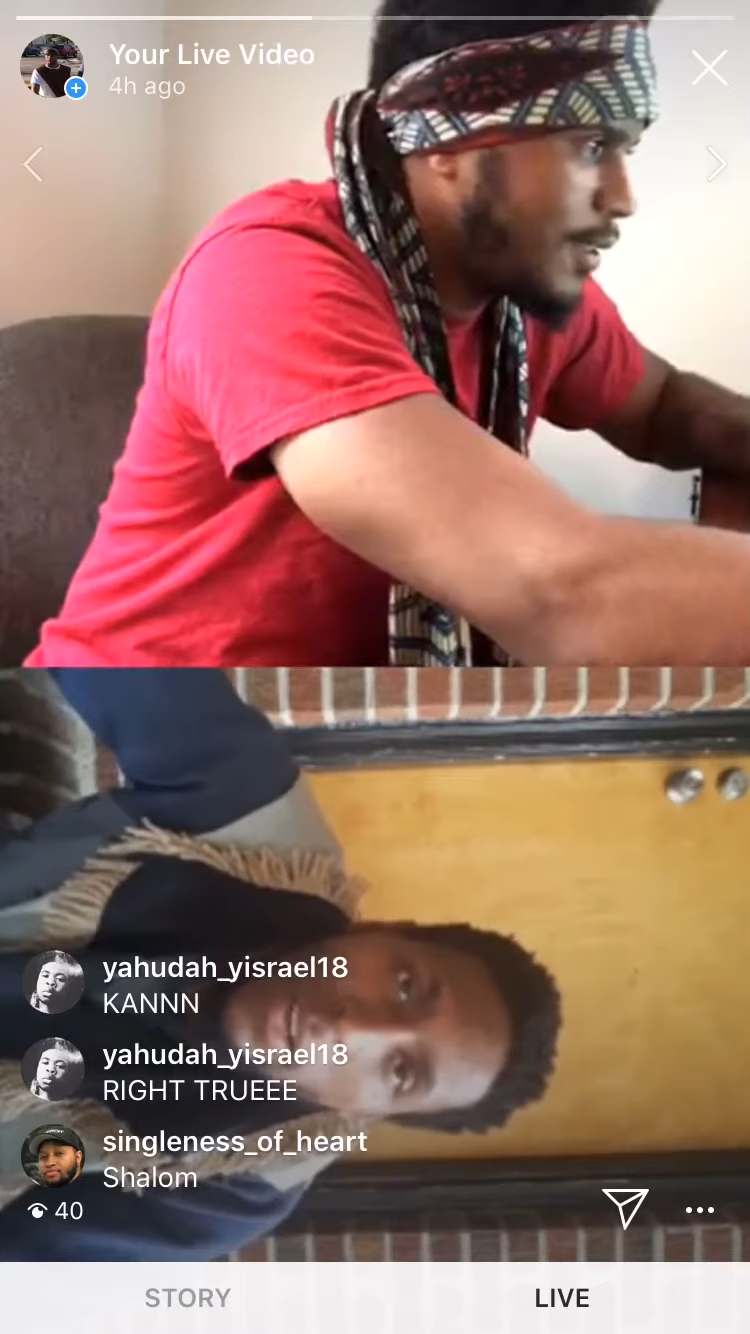 Your Live Video
4h ago
yahudah_yisrael18
KANNN
yahudah_yisrael18
RIGHT TRUEEE
singleness_of_heart
Shalom
40
STORY
LIVE